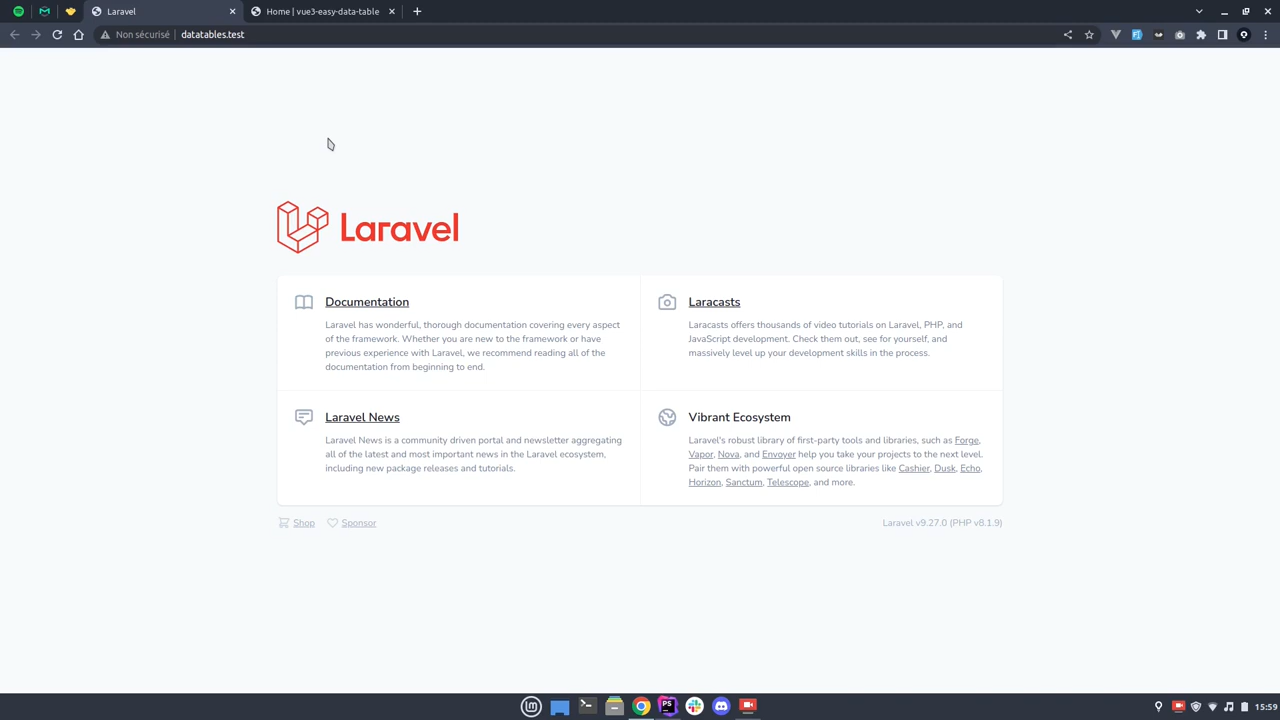 Laravel
Home | vue3-easy-data-table
Non sécurisé
datatables.test
Laravel
Documentation
Laravel has wonderful, thorough documentation covering every aspect
of the framework. Whether you are new to the framework or have
previous experience with Laravel, we recommend reading all of the
documentation from beginning to end.
Laracasts
Laracasts offers thousands of video tutorials on Laravel, PHP, and
JavaScript development. Check them out, see for yourself, and
massively level up your development skills in the process.
Laravel News
Laravel News is a community driven portal and newsletter aggregating
all of the latest and most important news in the Laravel ecosystem,
including new package releases and tutorials.
Vibrant Ecosystem
Laravel's robust library of first-party tools and libraries, such as Forge,
Vapor, Nova, and Envoyer help you take your projects to the next level.
Pair them with powerful open source libraries like Cashier, Dusk, Echo,
Horizon, Sanctum, Telescope, and more.
Shop
Sponsor
Laravel v9.27.0 (PHP v8.1.9)
PS
15:59